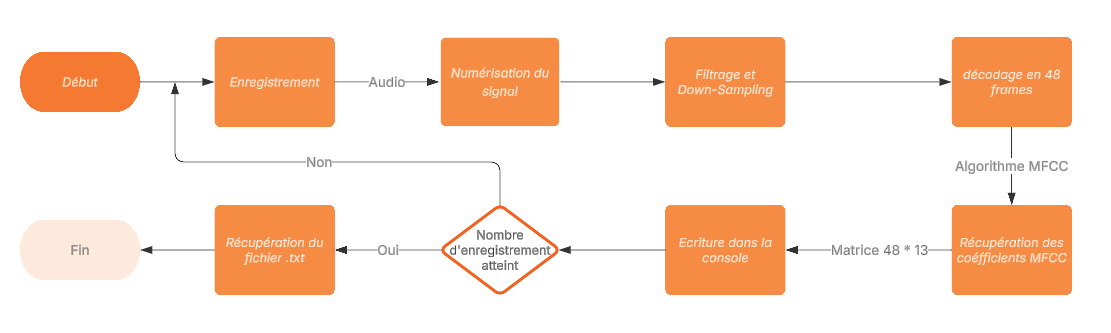 Début
Enregistrement
Audio
Numérisation du
signal
Filtrage et
Down-Sampling
décodage en 48
frames
Algorithme MFCC
Récupération des
coéfficients MFCC
Matrice 48 * 13
Ecriture dans la
console
Nombre
d'enregistrement
atteint
Non
Oui
Récupération du
fichier .txt
Fin